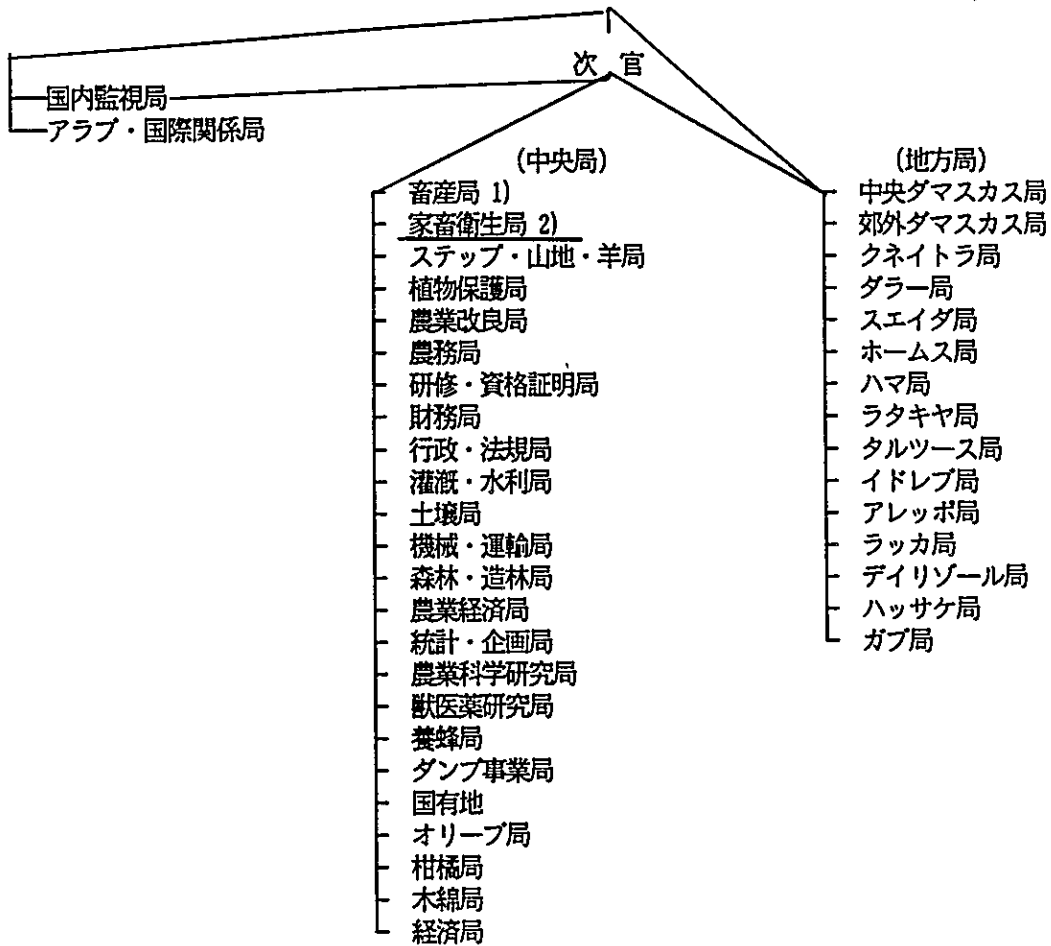 次 官
国内監視局
アラブ・国際関係局
(中央局)
畜産局 1)
家畜衛生局 2)
ステップ・山地・羊局
植物保護局
農業改良局
農務局
研修・資格証明局
財務局
行政・法規局
灌漑・水利局
土壌局
機械・運輸局
森林・造林局
農業経済局
統計・企画局
農業科学研究局
獣医薬研究局
養蜂局
ダンプ事業局
国有地
オリーブ局
柑橘局
木綿局
経済局
(地方局)
中央ダマスカス局
郊外ダマスカス局
クネイトラ局
ダラー局
スエイダ局
ホームス局
ハマ局
ラタキヤ局
タルツース局
イドレブ局
アレッポ局
ラッカ局
デイリゾール局
ハッサケ局
ガブ局